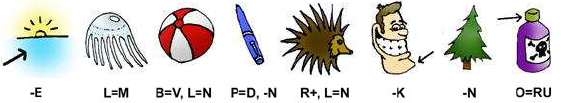 -E L=M B=V, L=N P=D, -N R+, L=N -K -N O=RU